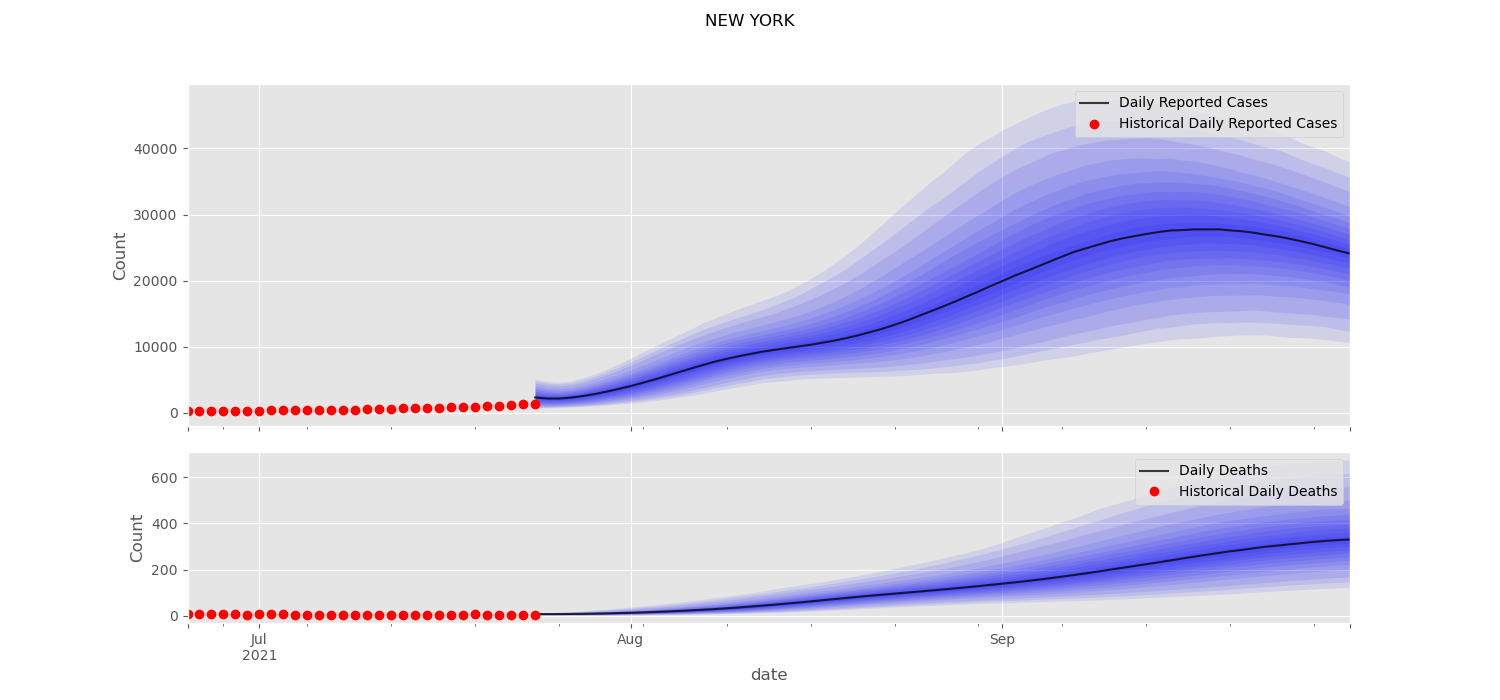 NEW YORK
Count
40000
30000
20000
10000
0
Daily Reported Cases
Historical Daily Reported Cases
Count
600
400
200
0
Daily Deaths
Historical Daily Deaths
Jul
2021
Aug
Sep
date